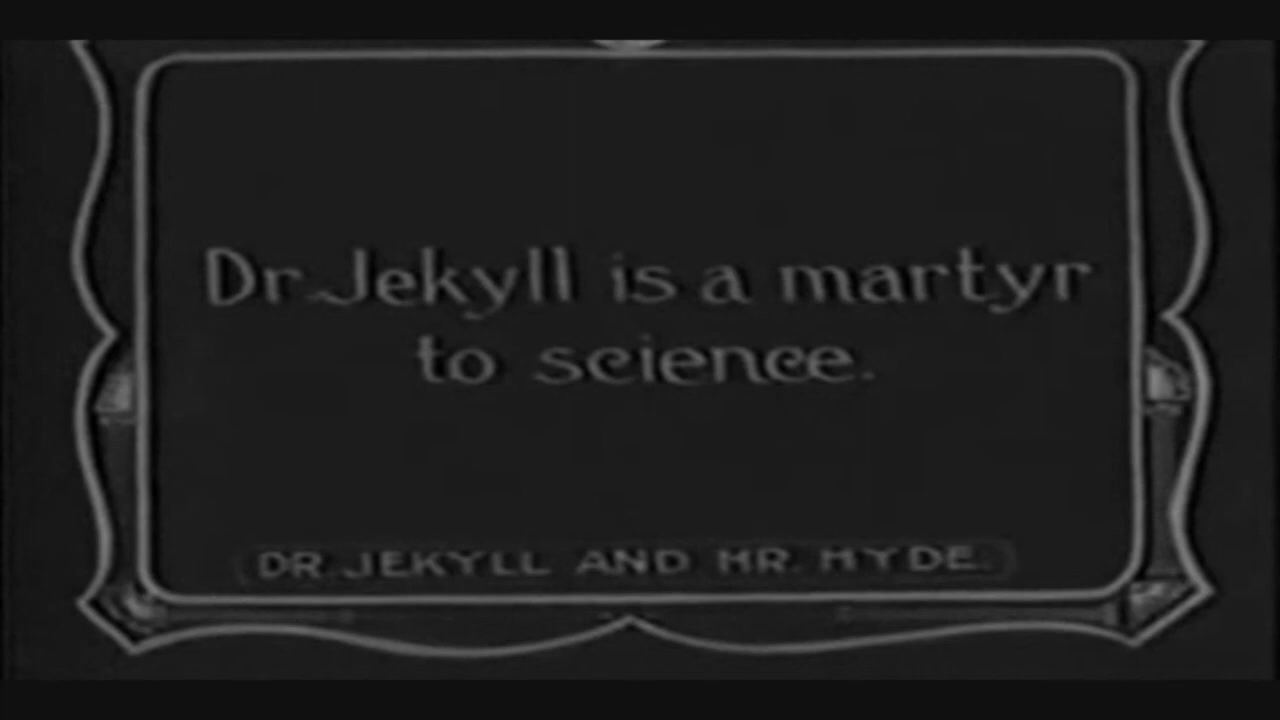 Dr. Jekyll is a martyr
to science.
DR. JEKYLL AND MR. HYDE.